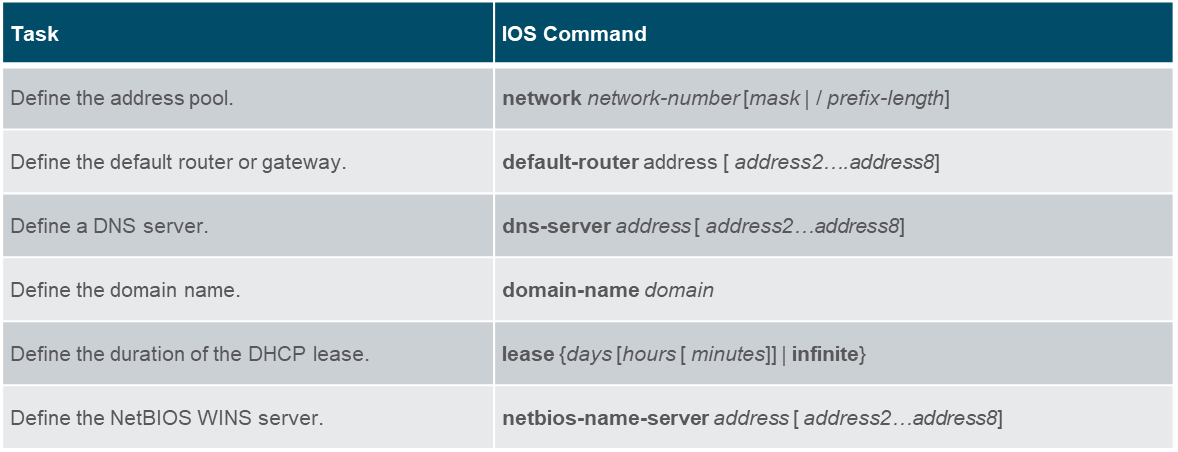 Task IOS Command
Define the address pool. network network-number [mask | / prefix-length]
Define the default router or gateway. default-router address [ address2….address8]
Define a DNS server. dns-server address [ address2…address8]
Define the domain name. domain-name domain
Define the duration of the DHCP lease. lease {days [hours [ minutes]] | infinite}
Define the NetBIOS WINS server. netbios-name-server address [ address2…address8]